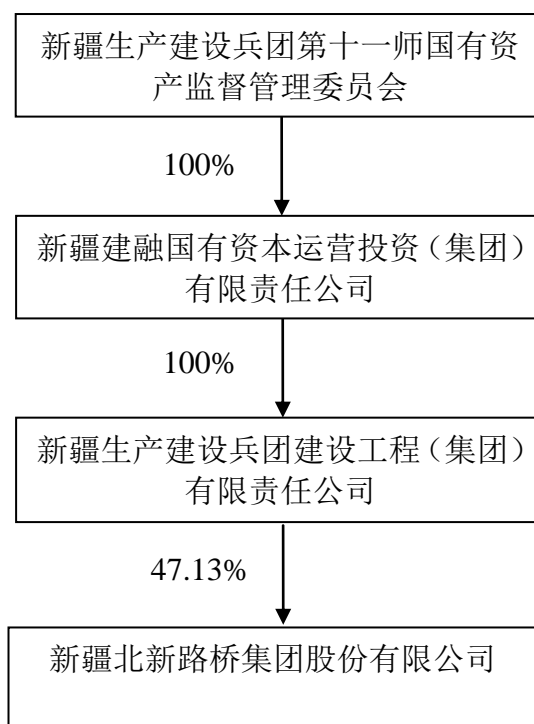 新疆生产建设兵团第十一师国有资
产监督管理委员会
100%
新疆建融国有资本运营投资（集团）
有限责任公司
100%
新疆生产建设兵团建设工程（集团）
有限责任公司
47.13%
新疆北新路桥集团股份有限公司